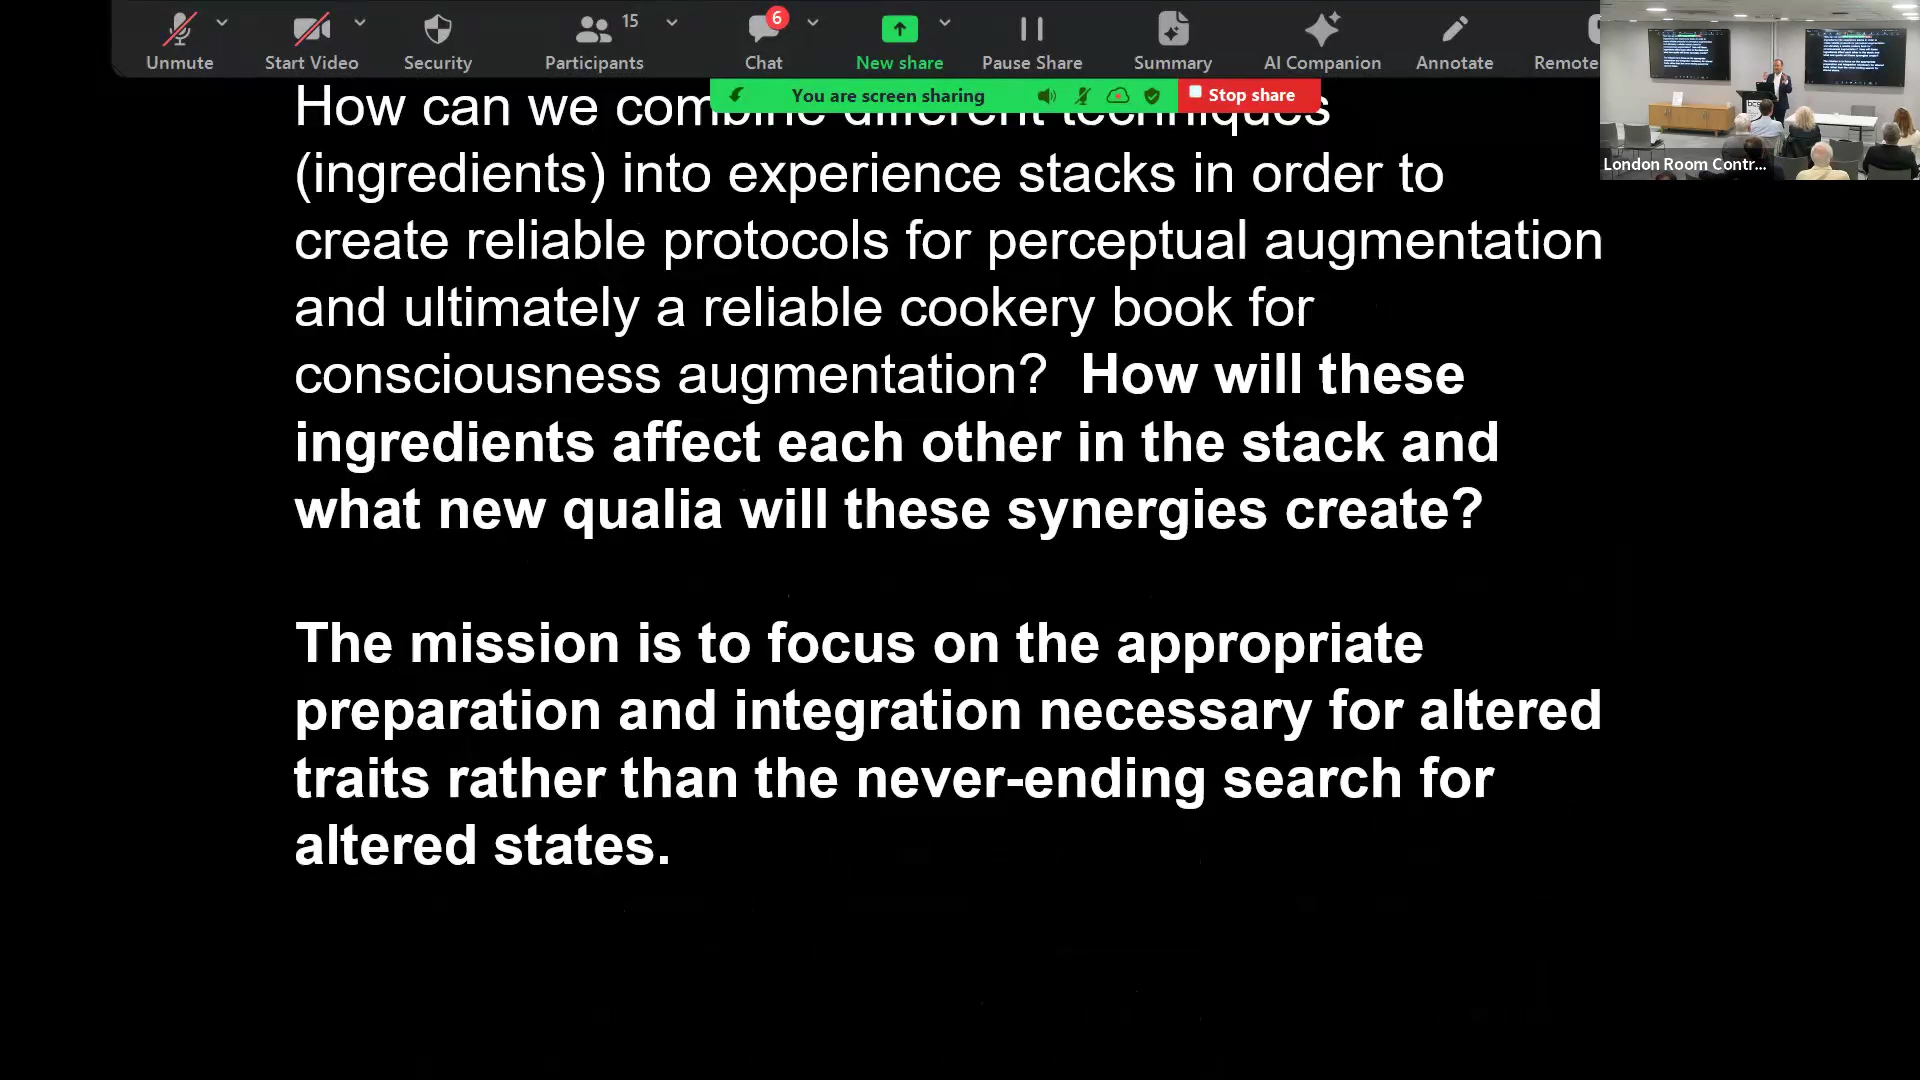 15
6
Unmute
Start Video
Security
Participants
Chat
New share
Pause Share
Summary
AI Companion
Annotate
Remote
You are screen sharing
Stop share
London Room Contr...
How can we combine different techniques
(ingredients) into experience stacks in order to
create reliable protocols for perceptual augmentation
and ultimately a reliable cookery book for
consciousness augmentation? How will these
ingredients affect each other in the stack and
what new qualia will these synergies create?
The mission is to focus on the appropriate
preparation and integration necessary for altered
traits rather than the never-ending search for
altered states.